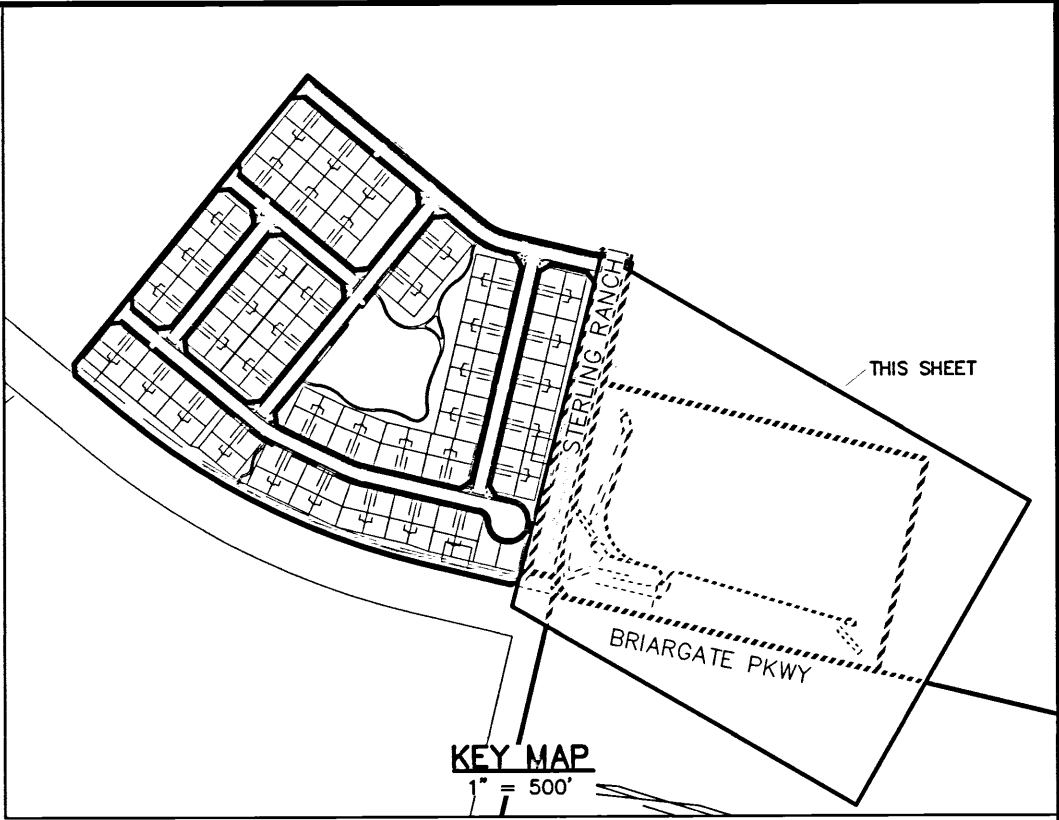 THIS SHEET
STERLING RANCH
BRIARGATE PKWY
KEY MAP
1" = 500'